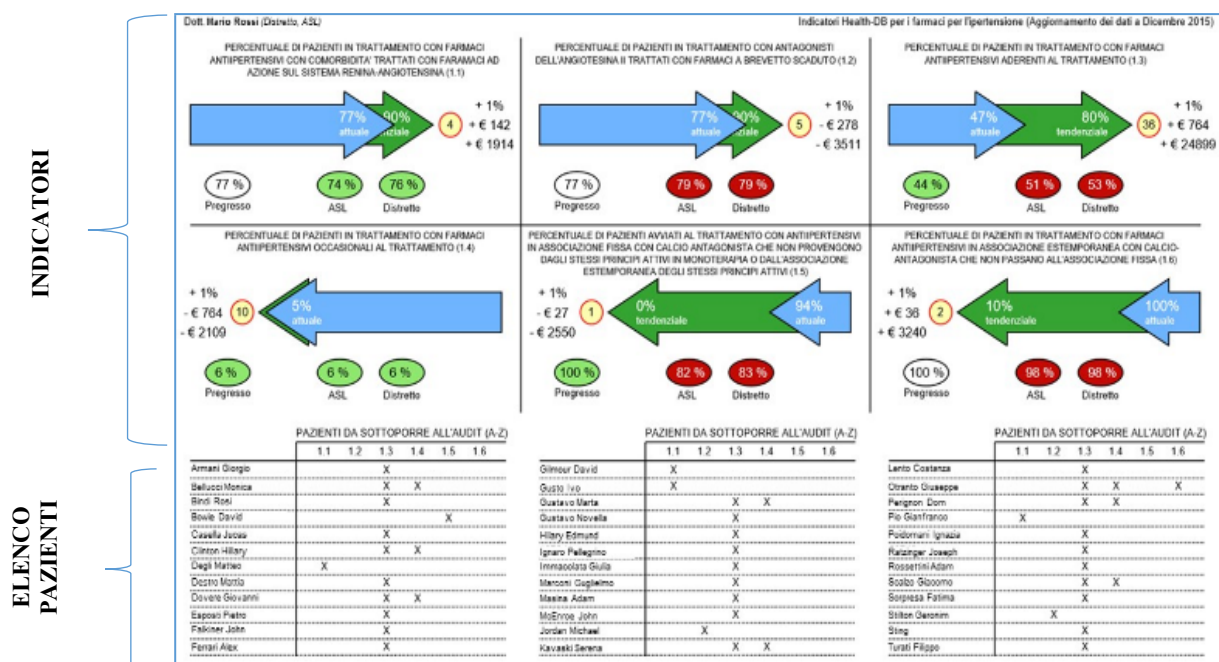 Dott. Mario Rossi (Distretto, ASL)
Indicatori Health-DB per i farmaci per l'ipertensione (Aggiornamento dei dati a Dicembre 2015)
INDICATORI
PERCENTUALE DI PAZIENTI IN TRATTAMENTO CON FARMACI
ANTIIPERTENSIVI CON COMORBIDITA' TRATTATI CON FARAMACI AD
AZIONE SUL SISTEMA RENINA-ANGIOTENSINA (1.1)
77% 90%
attuale
4
+ 1%
+ € 142
+ € 1914
77 % 74 % 76 %
Pregresso ASL Distretto
PERCENTUALE DI PAZIENTI IN TRATTAMENTO CON ANTAGONISTI
DELL'ANGIOTESINA II TRATTATI CON FARMACI A BREVETTO SCADUTO (1.2)
77% 90%
attuale
5
+ 1%
- € 278
- € 3511
77 % 79 % 79 %
Pregresso ASL Distretto
PERCENTUALE DI PAZIENTI IN TRATTAMENTO CON FARMACI
ANTIIPERTENSIVI ADERENTI AL TRATTAMENTO (1.3)
47% 80%
attuale tendenziale
36
+ 1%
+ € 764
+ € 24899
44 % 51 % 53 %
Pregresso ASL Distretto
PERCENTUALE DI PAZIENTI IN TRATTAMENTO CON FARMACI
ANTIIPERTENSIVI OCCASIONALI AL TRATTAMENTO (1.4)
+ 1%
- € 764
- € 2109
10
5%
attuale
6 % 6 % 6 %
Pregresso ASL Distretto
PERCENTUALE DI PAZIENTI AVVIATI AL TRATTAMENTO CON ANTIIPERTENSIVI
IN ASSOCIAZIONE FISSA CON CALCIO ANTAGONISTA CHE NON PROVENGONO
DAGLI STESSI PRINCIPI ATTIVI IN MONOTERAPIA O DALL'ASSOCIAZIONE
ESTEMPORANEA DEGLI STESSI PRINCIPI ATTIVI (1.5)
+ 1%
- € 27
- € 2550
1
0% 94%
tendenziale attuale
100 % 82 % 83 %
Pregresso ASL Distretto
PERCENTUALE DI PAZIENTI IN TRATTAMENTO CON FARMACI
ANTIIPERTENSIVI IN ASSOCIAZIONE ESTEMPORANEA CON CALCIO-
ANTAGONISTA CHE NON PASSANO ALL'ASSOCIAZIONE FISSA (1.6)
+ 1%
+ € 36
+ € 3240
2
10% 100%
tendenziale attuale
100 % 98 % 98 %
Pregresso ASL Distretto
ELENCO
PAZIENTI
PAZIENTI DA SOTTOPORRE ALL'AUDIT (A-Z)
1.1 1.2 1.3 1.4 1.5 1.6
Armani Giorgio X
Bellucci Monica X X
Bindi Rosi X
Bowie David X
Casella Jucas X
Clinton Hillary X X
Degli Matteo X
Destro Mattia X
Dovere Giovanni X X
Esposi Pietro X
Falkiner John X
Ferrari Alex X
PAZIENTI DA SOTTOPORRE ALL'AUDIT (A-Z)
1.1 1.2 1.3 1.4 1.5 1.6
Gilmour David X
Gusto Ivo X
Gustavo Marta X X
Gustavo Novella X
Hilary Edmund X
Ignaro Pellegrino X
Immacolata Giulia X
Marconi Guglielmo X
Masina Adam X
McEnroe John X
Jordan Michael X
Kavaski Serena X X
PAZIENTI DA SOTTOPORRE ALL'AUDIT (A-Z)
1.1 1.2 1.3 1.4 1.5 1.6
Lento Costanza X
Otranto Giuseppe X X X
Perignon Dom X X
Pio Gianfranco X
Poidomani Ignazia X
Ratzinger Joseph X
Rossettini Adam X
Scalzo Giacomo X X
Sorpresa Fatima X
Stilton Geronim X
Sting X
Turati Filippo X